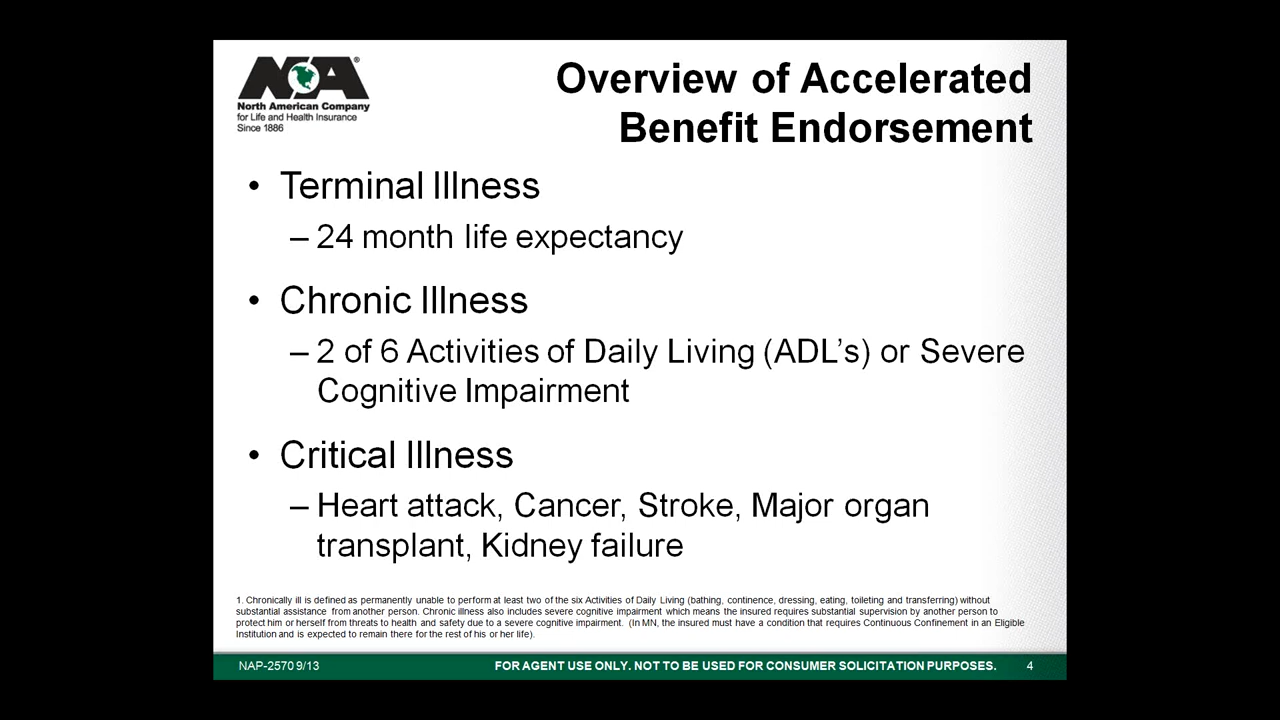 NA®
North American Company
for Life and Health Insurance
Since 1886
Overview of Accelerated
Benefit Endorsement
• Terminal Illness
– 24 month life expectancy
• Chronic Illness
– 2 of 6 Activities of Daily Living (ADL’s) or Severe
Cognitive Impairment
• Critical Illness
– Heart attack, Cancer, Stroke, Major organ
transplant, Kidney failure
1. Chronically ill is defined as permanently unable to perform at least two of the six Activities of Daily Living (bathing, continence, dressing, eating, toileting and transferring) without
substantial assistance from another person. Chronic illness also includes severe cognitive impairment which means the insured requires substantial supervision by another person to
protect him or herself from threats to health and safety due to a severe cognitive impairment. (In MN, the insured must have a condition that requires Continuous Confinement in an Eligible
Institution and is expected to remain there for the rest of his or her life).
NAP-2570 9/13
FOR AGENT USE ONLY. NOT TO BE USED FOR CONSUMER SOLICITATION PURPOSES.
4